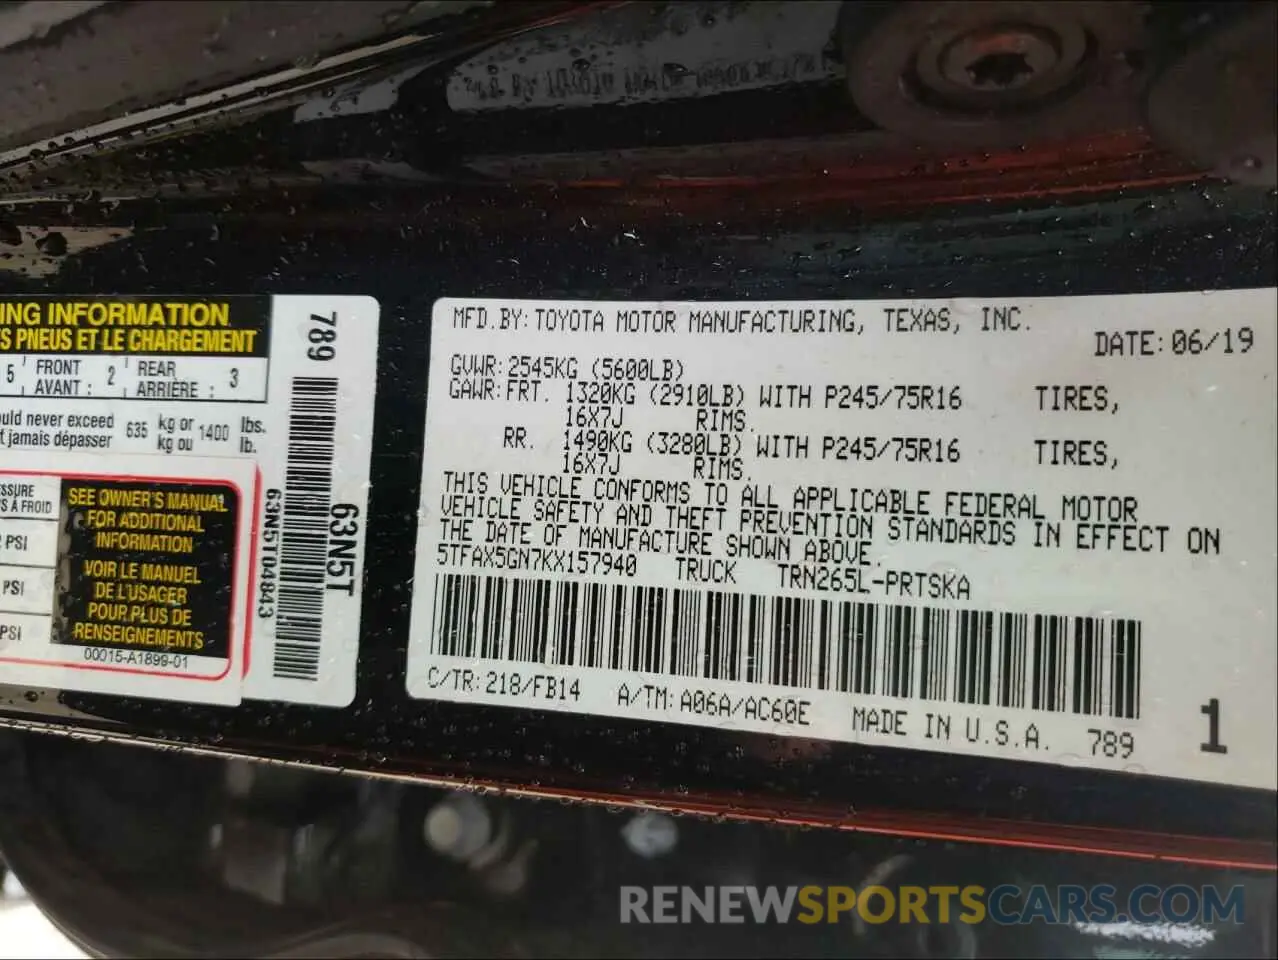 ING INFORMATION
S PNEUS ET LE CHARGEMENT
5 FRONT AVANT : 2 REAR ARRIÈRE : 3
uld never exceed 635 kg or 1400 lbs.
t jamais dépasser kg ou lb.
SSURE
S À FROID
PSI
PSI
PSI
SEE OWNER'S MANUAL
FOR ADDITIONAL
INFORMATION
VOIR LE MANUEL
DE L'USAGER
POUR PLUS DE
RENSEIGNEMENTS
00015-A1899-01
789
63N5T
63N5T04843
MFD.BY:TOYOTA MOTOR MANUFACTURING, TEXAS, INC.
DATE:06/19
GVWR:2545KG (5600LB)
GAWR:FRT. 1320KG (2910LB) WITH P245/75R16 TIRES,
16X7J RIMS.
RR. 1490KG (3280LB) WITH P245/75R16 TIRES,
16X7J RIMS.
THIS VEHICLE CONFORMS TO ALL APPLICABLE FEDERAL MOTOR
VEHICLE SAFETY AND THEFT PREVENTION STANDARDS IN EFFECT ON
THE DATE OF MANUFACTURE SHOWN ABOVE.
5TFAX5GN7KX157940 TRUCK TRN265L-PRTSKA
C/TR:218/FB14 A/TM:A06A/AC60E MADE IN U.S.A. 789
1
RENEWSPORTSCARS.COM